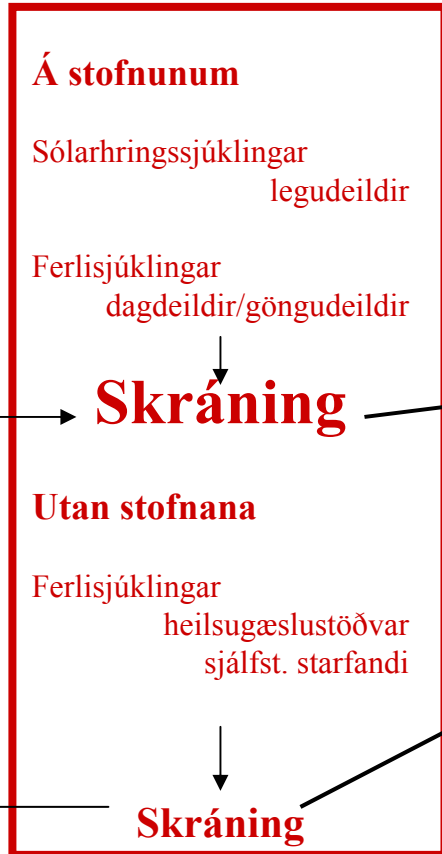 Á stofnunum
Sólarhringssjúklingar
legudeildir
Ferlisjúklingar
dagdeildir/göngudeildir
Skráning
Utan stofnana
Ferlisjúklingar
heilsugæslustöðvar
sjálfst. starfandi
Skráning